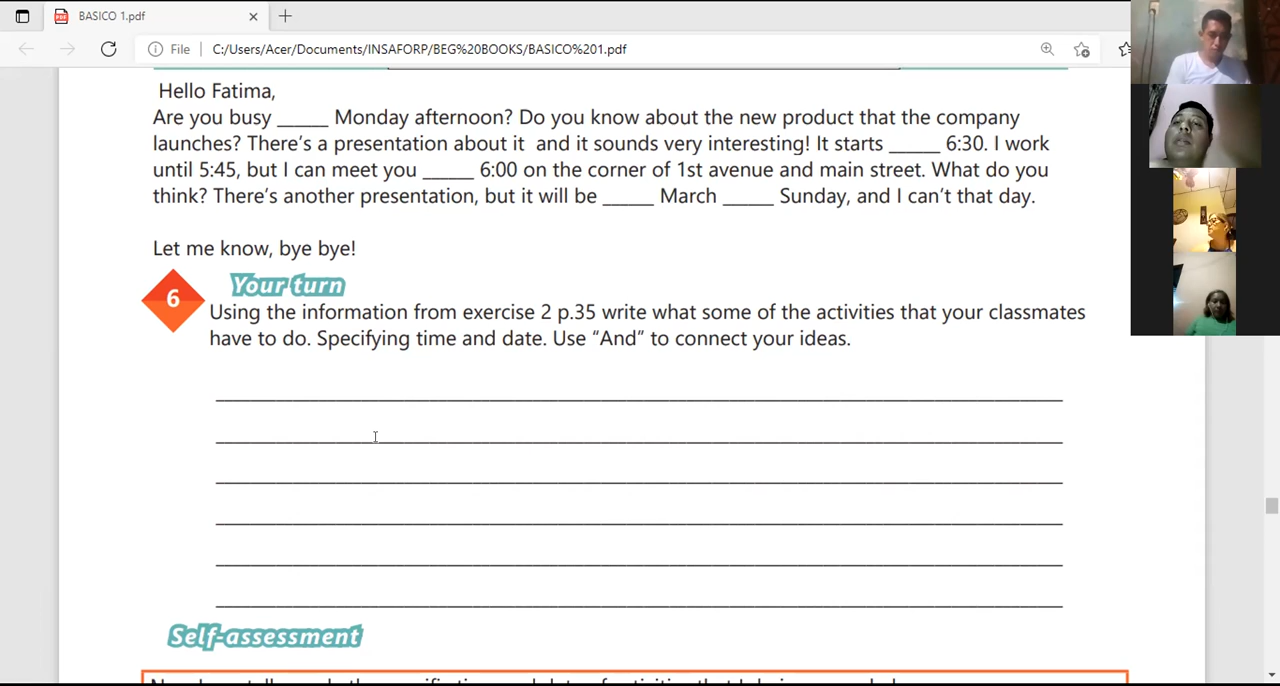 BASICO 1.pdf
File
C:/Users/Acer/Documents/INSAFORP/BEG%20BOOKS/BASICO%201.pdf
Hello Fatima,
Are you busy ______ Monday afternoon? Do you know about the new product that the company
launches? There's a presentation about it and it sounds very interesting! It starts ______ 6:30. I work
until 5:45, but I can meet you ______ 6:00 on the corner of 1st avenue and main street. What do you
think? There's another presentation, but it will be ______ March ______ Sunday, and I can't that day.
Let me know, bye bye!
6
Your turn
Using the information from exercise 2 p.35 write what some of the activities that your classmates
have to do. Specifying time and date. Use “And” to connect your ideas.
Self-assessment